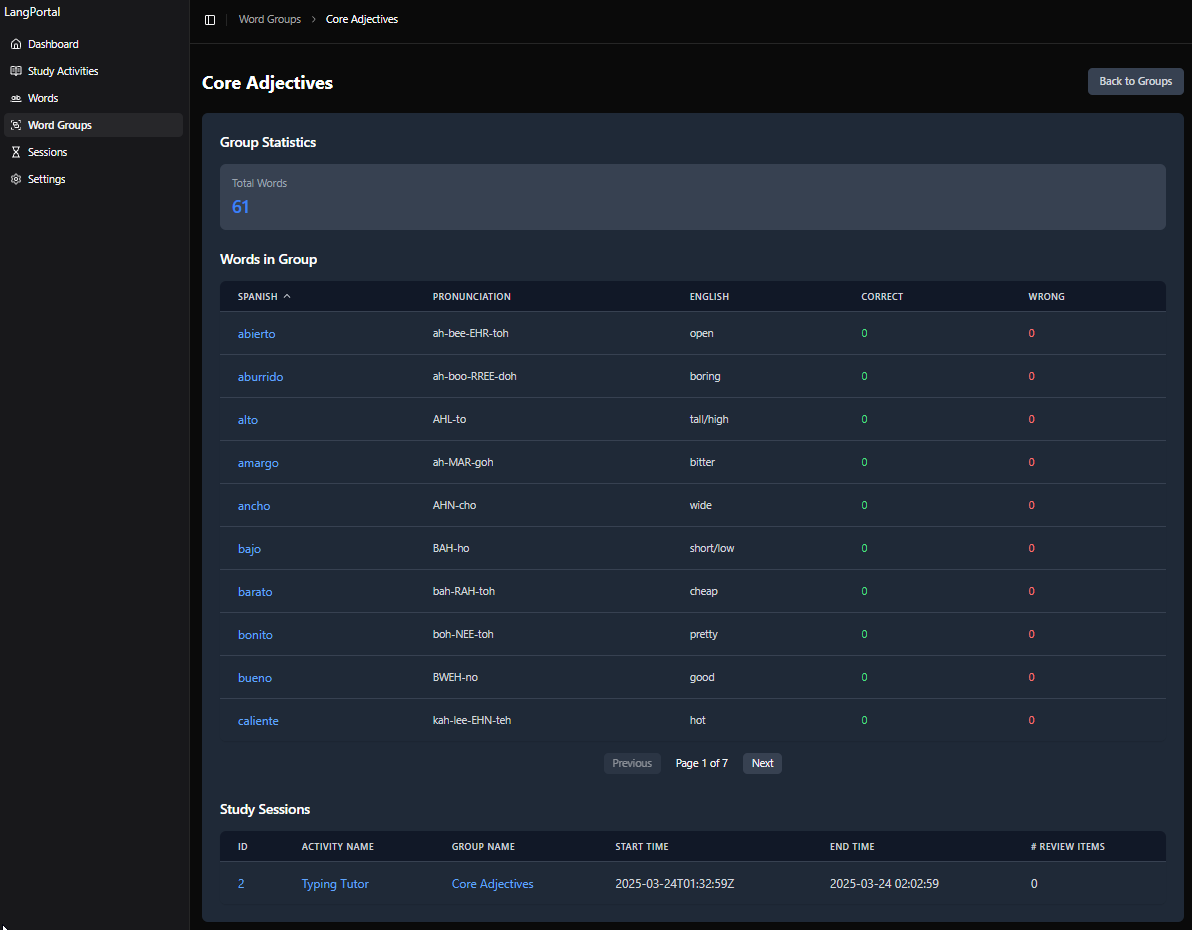 LangPortal
Dashboard
Study Activities
Words
Word Groups
Sessions
Settings
Word Groups > Core Adjectives
Core Adjectives
Back to Groups
Group Statistics
Total Words
61
Words in Group
SPANISH PRONUNCIATION ENGLISH CORRECT WRONG
abierto ah-bee-EHR-toh open 0 0
aburrido ah-boo-RREE-doh boring 0 0
alto AHL-to tall/high 0 0
amargo ah-MAR-goh bitter 0 0
ancho AHN-cho wide 0 0
bajo BAH-ho short/low 0 0
barato bah-RAH-toh cheap 0 0
bonito boh-NEE-toh pretty 0 0
bueno BWEH-no good 0 0
caliente kah-lee-EHN-teh hot 0 0
Previous Page 1 of 7 Next
Study Sessions
ID ACTIVITY NAME GROUP NAME START TIME END TIME # REVIEW ITEMS
2 Typing Tutor Core Adjectives 2025-03-24T01:32:59Z 2025-03-24 02:02:59 0